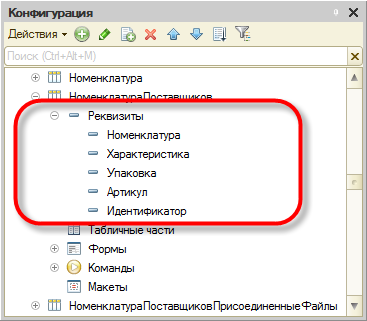 Конфигурация
Действия
Поиск (Ctrl+Alt+M)
Номенклатура
НоменклатураПоставщиков
Реквизиты
Номенклатура
Характеристика
Упаковка
Артикул
Идентификатор
Табличные части
Формы
Команды
Макеты
НоменклатураПоставщиковПрисоединенныеФайлы